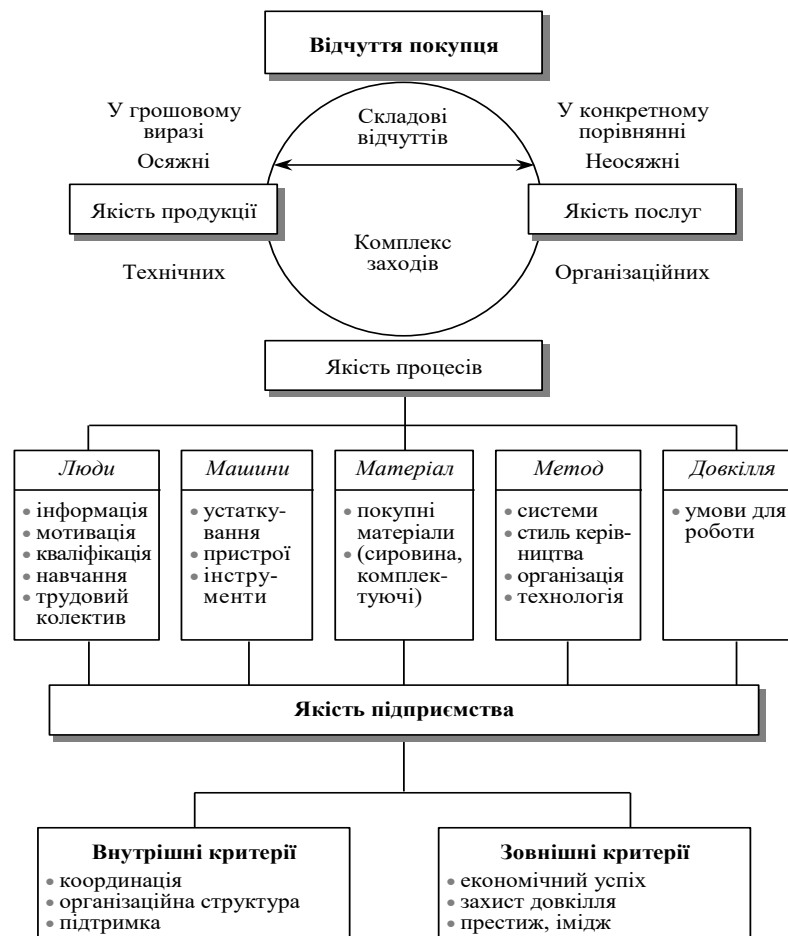 Відчуття покупця
У грошовому
виразі
Осяжні
Складові
відчуттів
У конкретному
порівнянні
Неосяжні
Якість продукції
Якість послуг
Комплекс
заходів
Технічних
Організаційних
Якість процесів
Люди
• інформація
• мотивація
• кваліфікація
• навчання
• трудовий
колектив
Машини
• устатку-
вання
• пристрої
• інстру-
менти
Матеріал
• покупні
матеріали
• (сировина,
комплек-
туючі)
Метод
• системи
• стиль керів-
ництва
• організація
• технологія
Довкілля
• умови для
роботи
Якість підприємства
Внутрішні критерії
• координація
• організаційна структура
• підтримка
Зовнішні критерії
• економічний успіх
• захист довкілля
• престиж, імідж